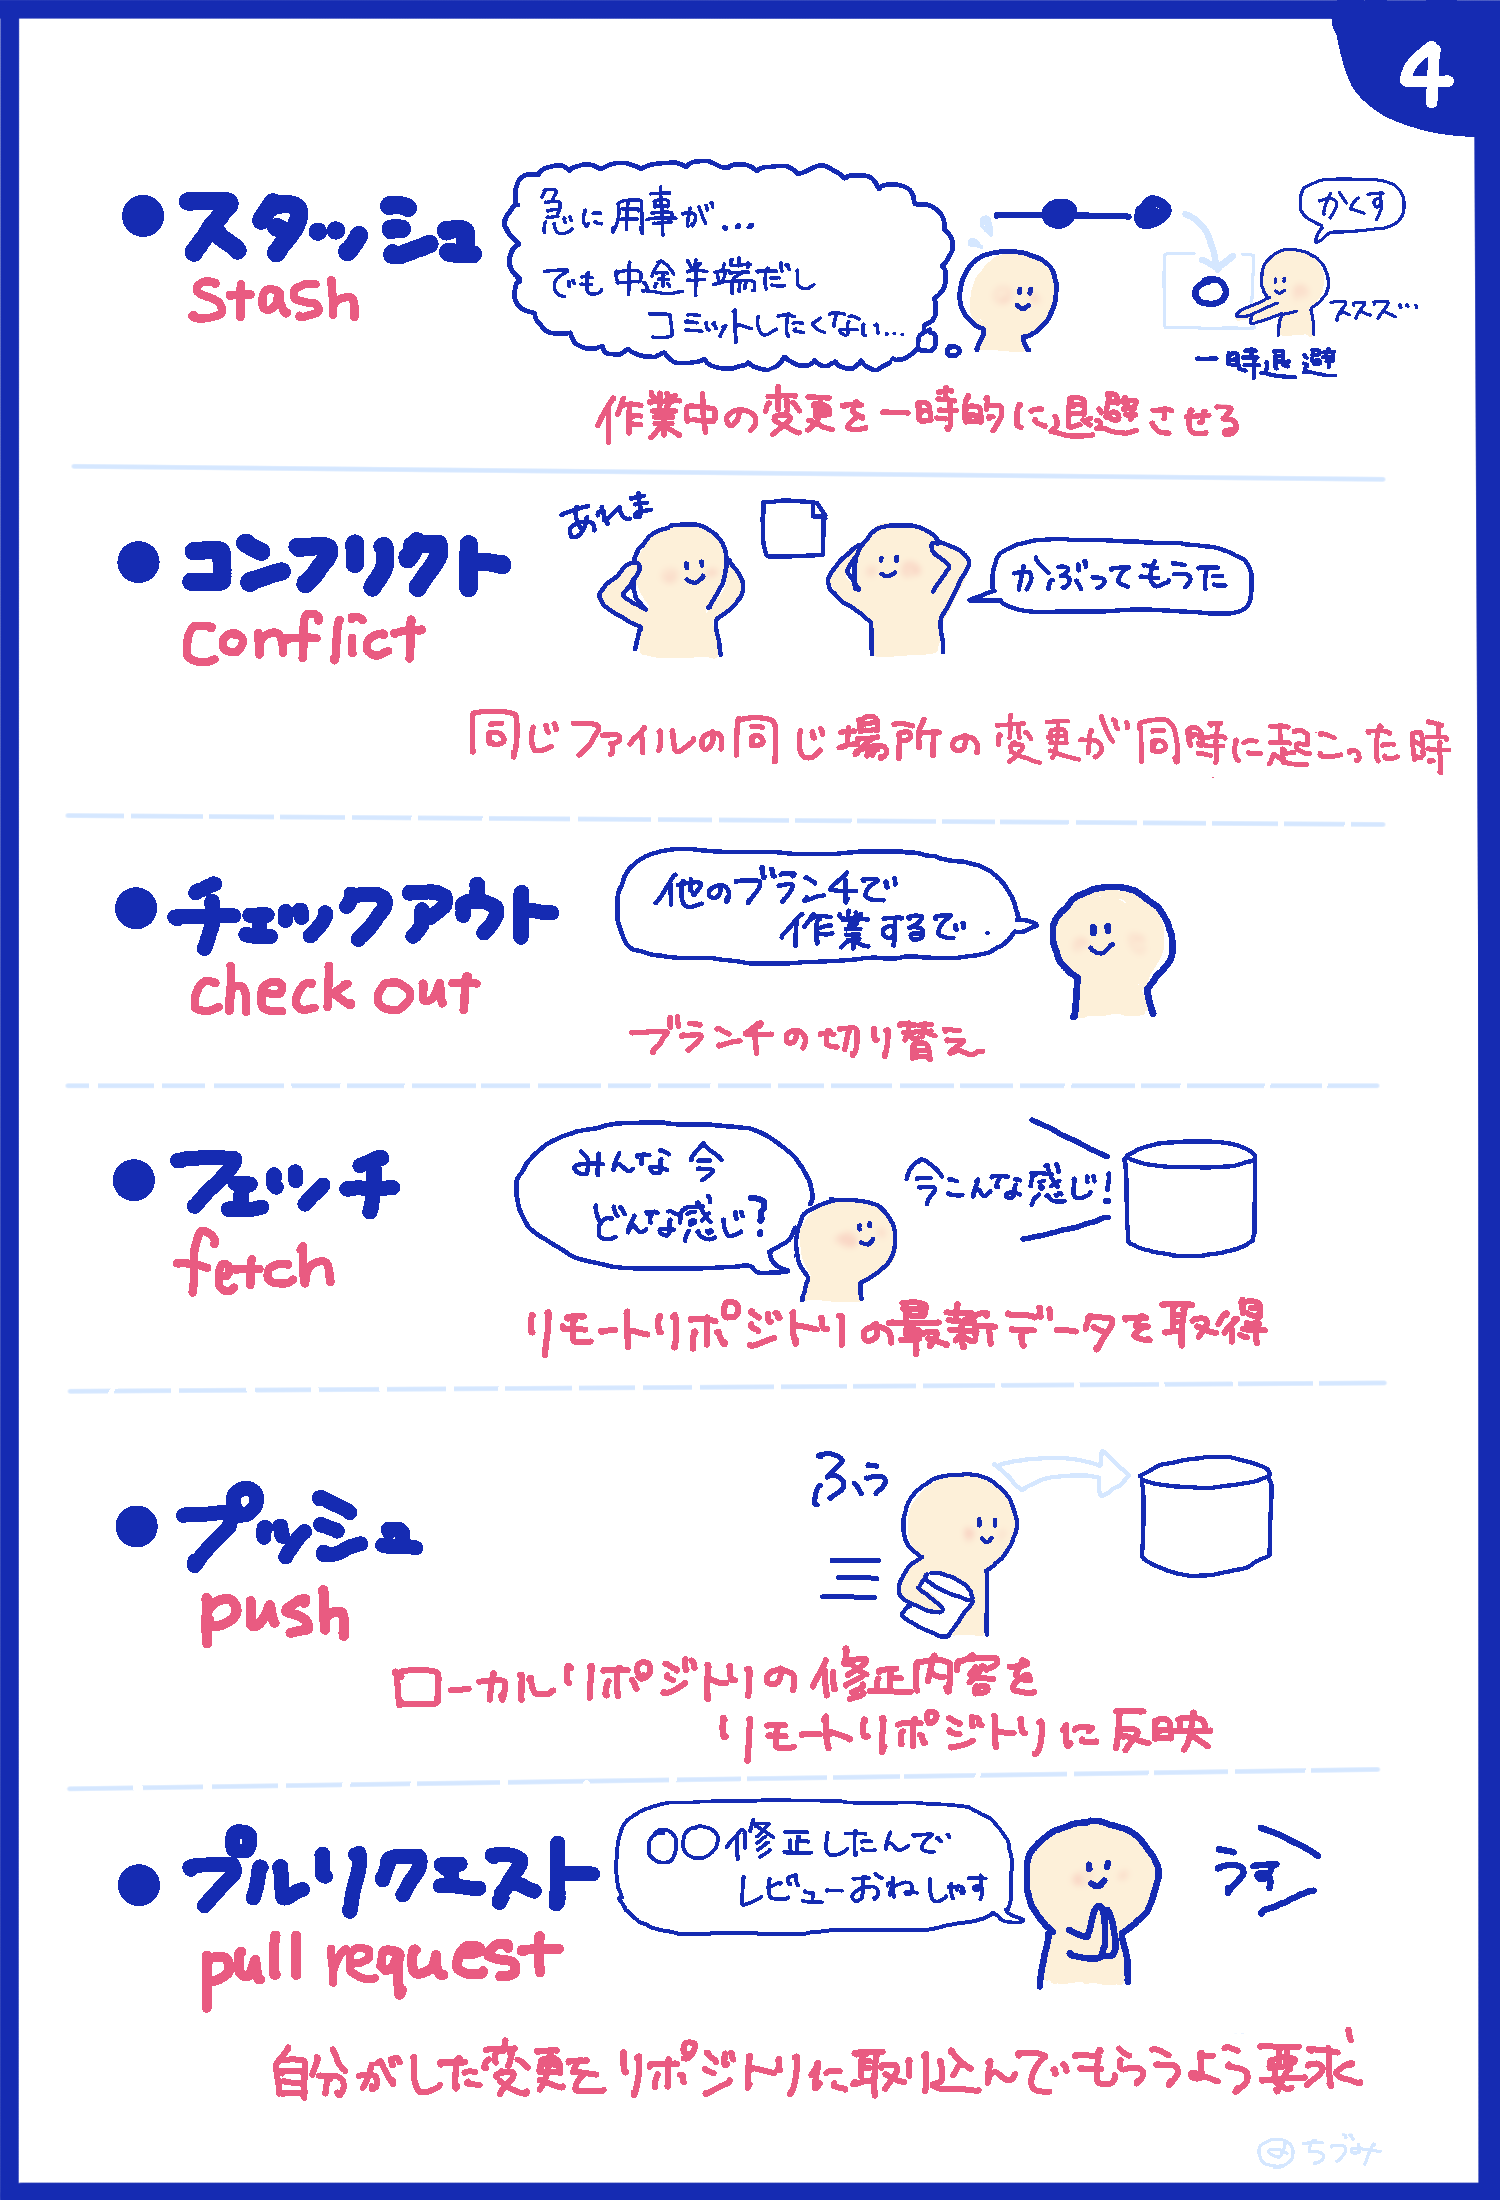 4
●スタッシュ
stash
急に用事が...
でも中途半端だし
コミットしたくない...
かくす
ススス...
一時退避
作業中の変更を一時的に退避させる
●コンフリクト
conflict
あれま
かぶってもうた
同じファイルの同じ場所の変更が同時に起こった時
●チェックアウト
check out
他のブランチで
作業するで.
ブランチの切り替え
●フェッチ
fetch
みんな今
どんな感じ?
今こんな感じ!
リモートリポジトリの最新データを取得
●プッシュ
push
ふぅ
ローカルリポジトリの修正内容を
リモートリポジトリに反映
●プルリクエスト
pull request
○○修正したんで
レビューおねしゃす
うす
自分がした変更をリポジトリに取り込んでもらうよう要求
@ちづみ